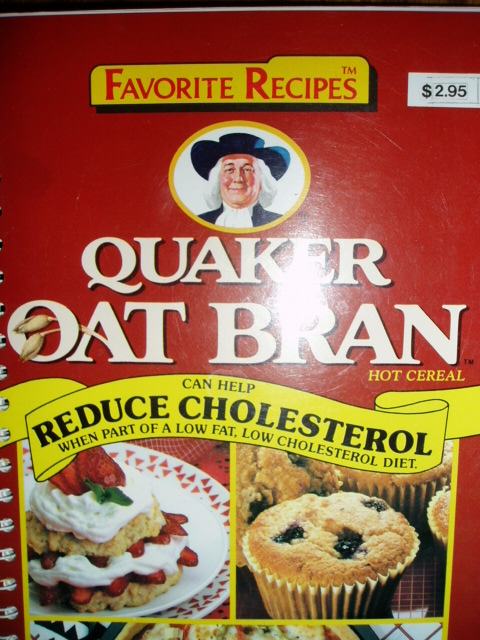 FAVORITE RECIPES™
$2.95
QUAKER
OAT BRAN™
HOT CEREAL
CAN HELP
REDUCE CHOLESTEROL
WHEN PART OF A LOW FAT, LOW CHOLESTEROL DIET.